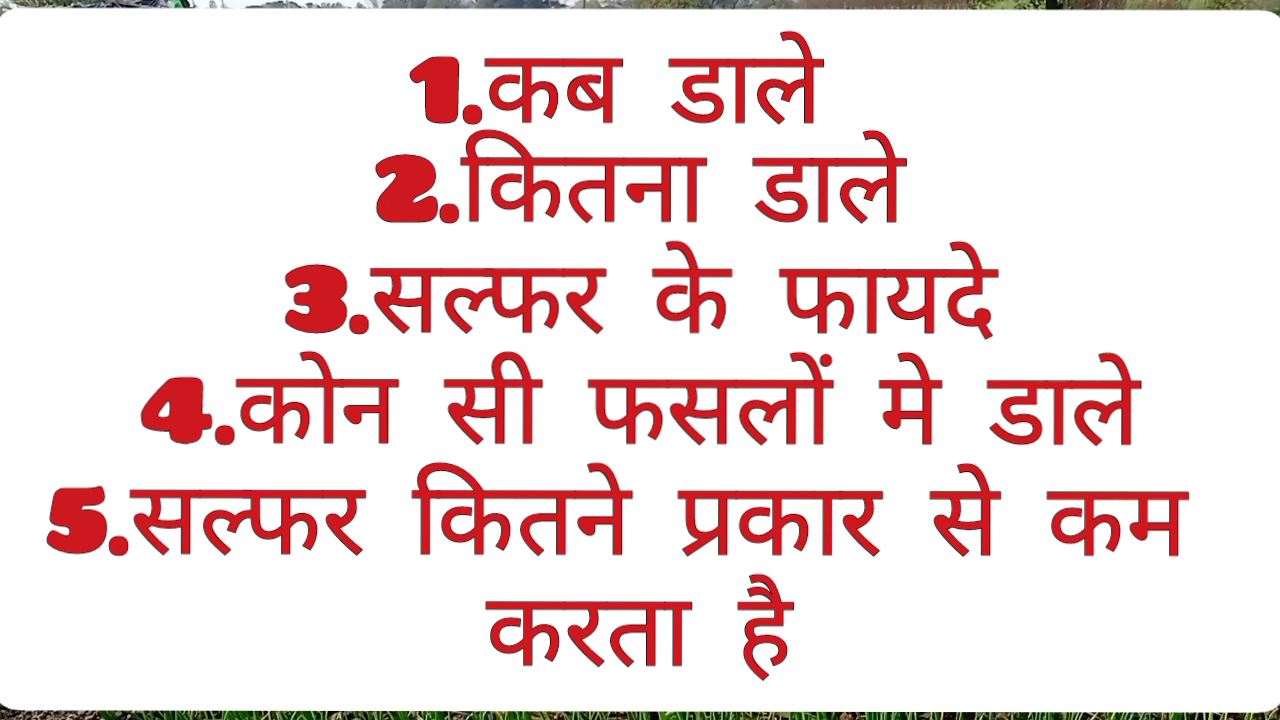 1.कब डाले
2.कितना डाले
3.सल्फर के फायदे
4.कोन सी फसलों मे डाले
5.सल्फर कितने प्रकार से कम
करता है